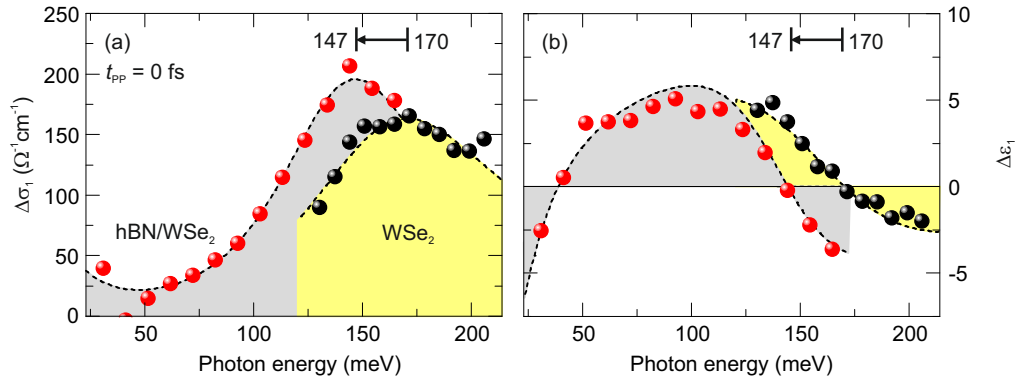 (a)
147 170
t_PP = 0 fs
hBN/WSe₂
WSe₂
Δσ₁ (Ω⁻¹cm⁻¹)
250
200
150
100
50
0
50 100 150 200
Photon energy (meV)
(b)
147 170
10
5
0
-5
Δε₁
50 100 150 200
Photon energy (meV)